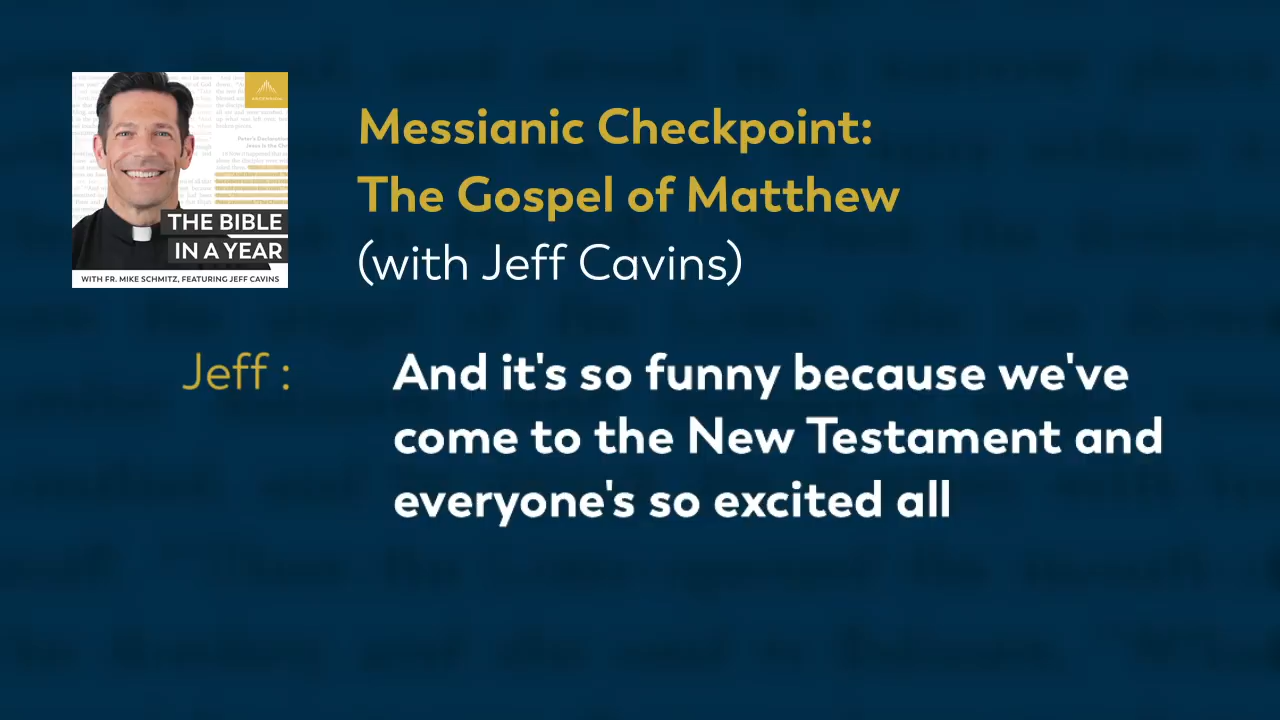 THE BIBLE
IN A YEAR
WITH FR. MIKE SCHMITZ, FEATURING JEFF CAVINS
Messianic Checkpoint:
The Gospel of Matthew
(with Jeff Cavins)
Jeff :
And it's so funny because we've
come to the New Testament and
everyone's so excited all